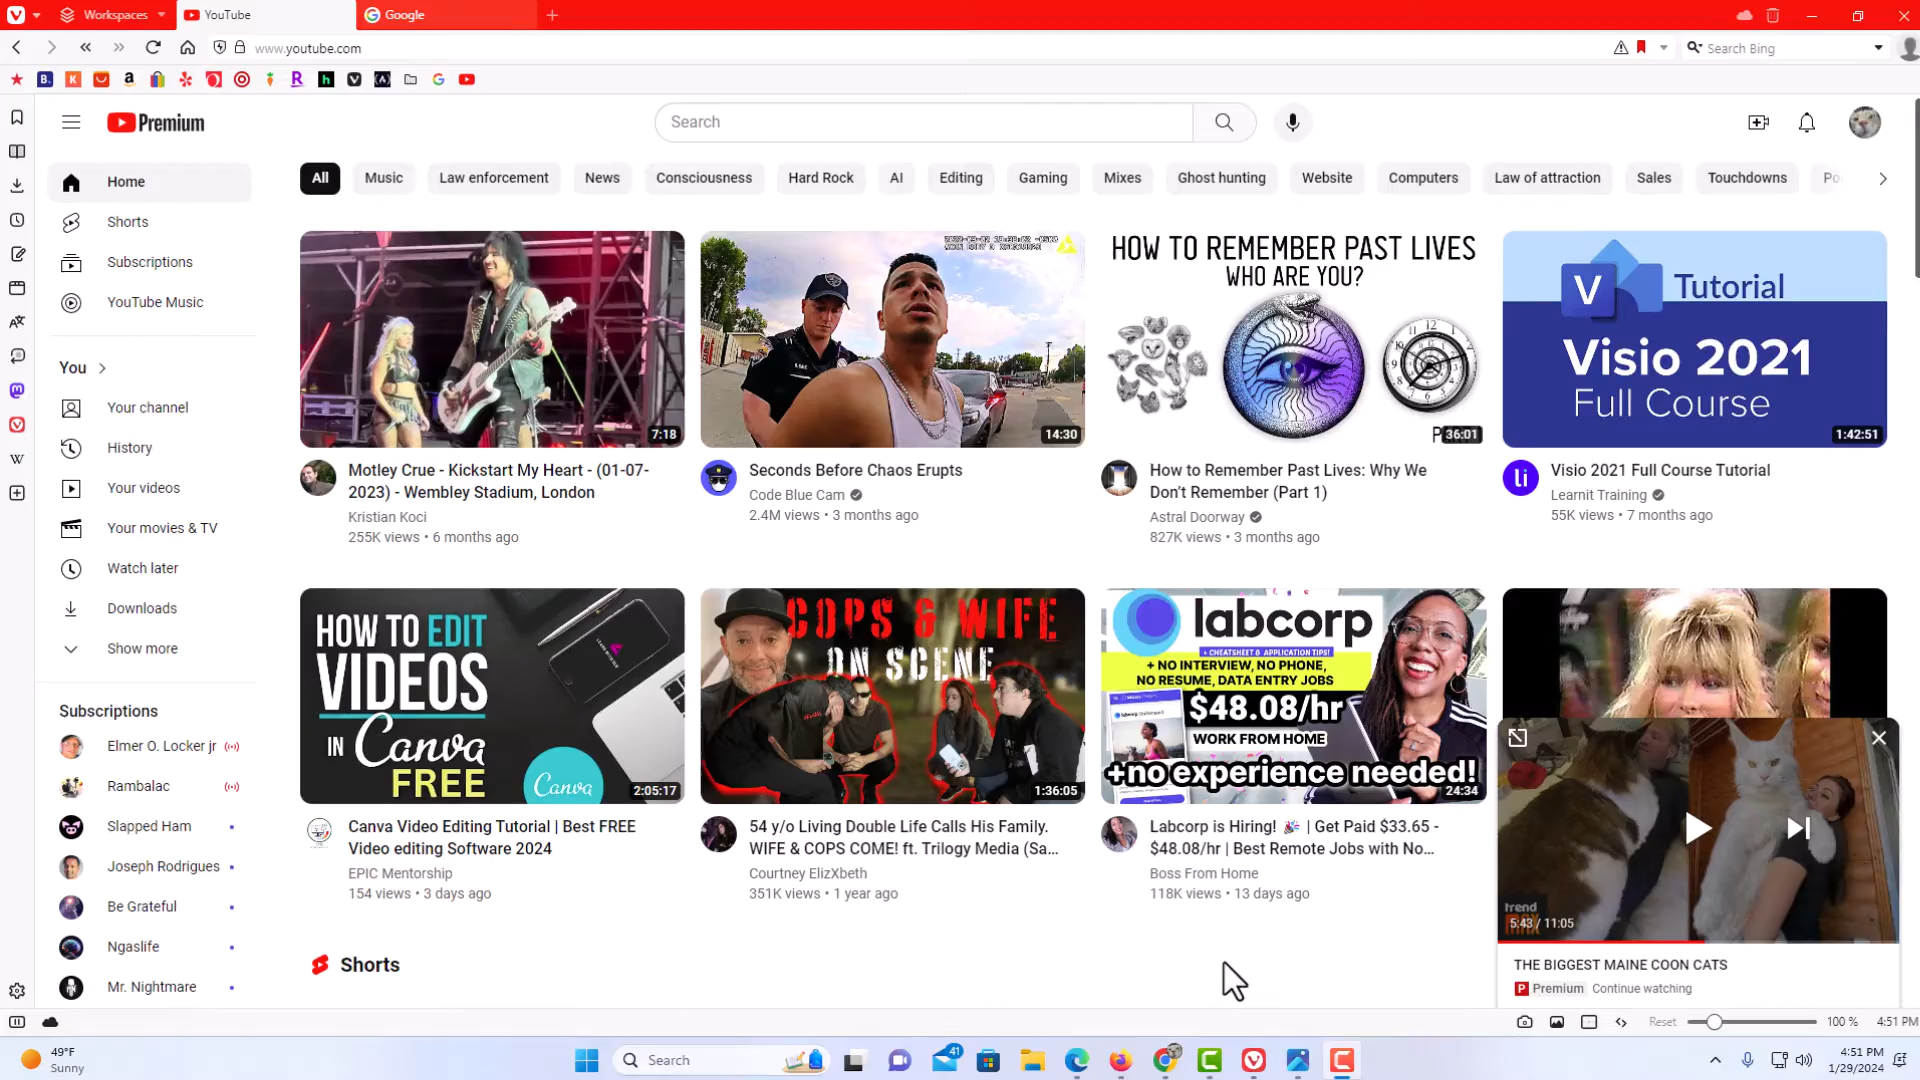 Workspaces
YouTube
Google
www.youtube.com
Search Bing
Premium
Search
Home
Shorts
Subscriptions
YouTube Music
You
Your channel
History
Your videos
Your movies & TV
Watch later
Downloads
Show more
Subscriptions
Elmer O. Locker jr
Rambalac
Slapped Ham
Joseph Rodrigues
Be Grateful
Ngaslife
Mr. Nightmare
All
Music
Law enforcement
News
Consciousness
Hard Rock
AI
Editing
Gaming
Mixes
Ghost hunting
Website
Computers
Law of attraction
Sales
Touchdowns
Po
7:18
Motley Crue - Kickstart My Heart - (01-07-
2023) - Wembley Stadium, London
Kristian Koci
255K views • 6 months ago
14:30
Seconds Before Chaos Erupts
Code Blue Cam
2.4M views • 3 months ago
HOW TO REMEMBER PAST LIVES
WHO ARE YOU?
36:01
How to Remember Past Lives: Why We
Don't Remember (Part 1)
Astral Doorway
827K views • 3 months ago
V Tutorial
Visio 2021
Full Course
1:42:51
li
Visio 2021 Full Course Tutorial
Learnit Training
55K views • 7 months ago
HOW TO EDIT
VIDEOS
IN Canva
FREE
Canva
2:05:17
Canva Video Editing Tutorial | Best FREE
Video editing Software 2024
EPIC Mentorship
154 views • 3 days ago
COPS & WIFE
ON SCENE
1:36:05
54 y/o Living Double Life Calls His Family.
WIFE & COPS COME! ft. Trilogy Media (Sa...
Courtney ElizXbeth
351K views • 1 year ago
labcorp
+ CHEATSHEET & APPLICATION TIPS!
+ NO INTERVIEW, NO PHONE,
NO RESUME, DATA ENTRY JOBS
$48.08/hr
WORK FROM HOME
+no experience needed!
24:34
Labcorp is Hiring! 🎉 | Get Paid $33.65 -
$48.08/hr | Best Remote Jobs with No...
Boss From Home
118K views • 13 days ago
trend
max
5:43 / 11:05
THE BIGGEST MAINE COON CATS
Premium Continue watching
Shorts
Reset
100 %
4:51 PM
49°F
Sunny
Search
41
4:51 PM
1/29/2024